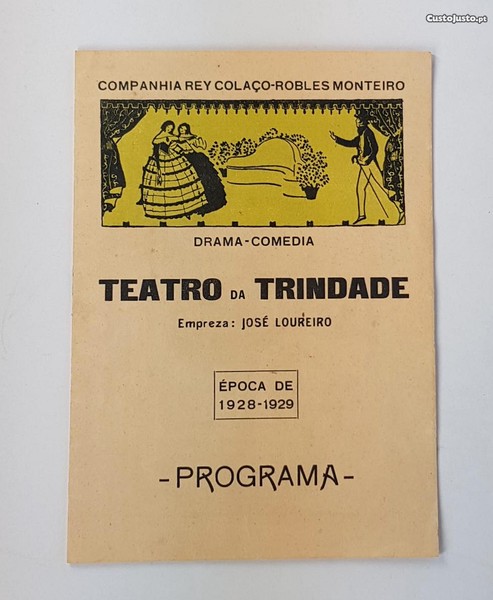 CustoJusto.pt
COMPANHIA REY COLAÇO-ROBLES MONTEIRO
DRAMA-COMEDIA
TEATRO DA TRINDADE
Empreza: JOSÉ LOUREIRO
ÉPOCA DE
1928-1929
-PROGRAMA-